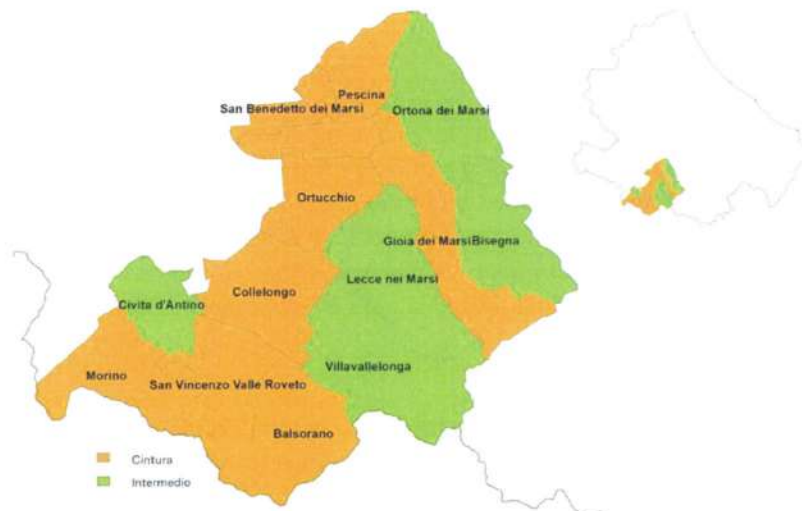 Pescina
San Benedetto dei Marsi
Ortona dei Marsi
Ortucchio
Gioia dei Marsi
Bisegna
Lecce nei Marsi
Collelongo
Civita d'Antino
Villavallelonga
Morino
San Vincenzo Valle Roveto
Balsorano
Cintura
Intermedio